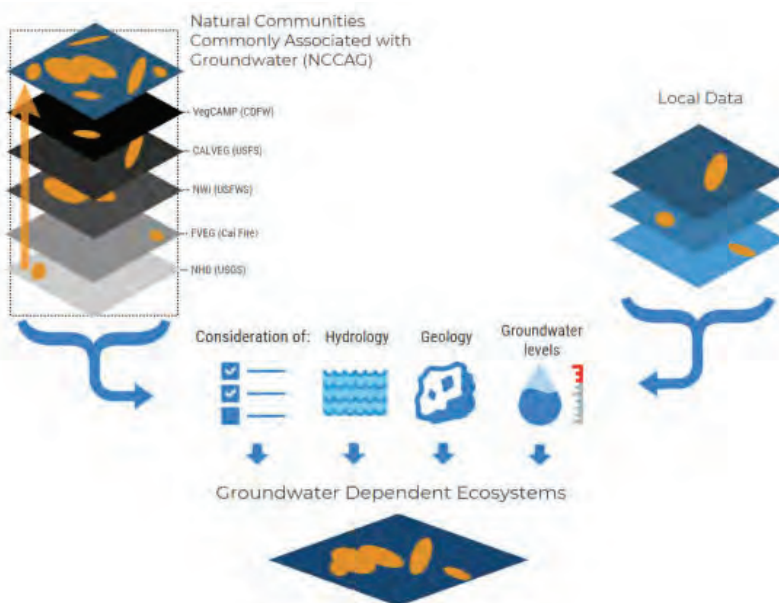 Natural Communities
Commonly Associated with
Groundwater (NCCAG)
VegCAMP (CDFW)
CALVEG (USFS)
NWI (USFWS)
FVEG (Cal Fire)
NHD (USGS)
Local Data
Consideration of:
Hydrology
Geology
Groundwater
levels
Groundwater Dependent Ecosystems